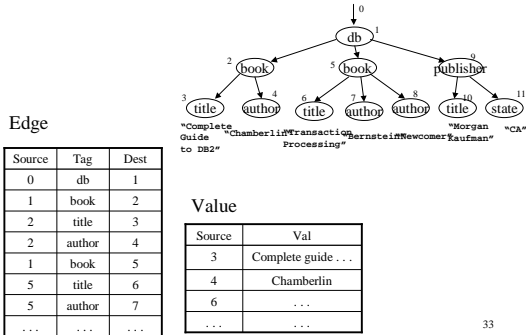 0
db 1
2 book 5 book publisher 9
3 title author 4 6 title 7 author 8 author title 10 state 11
"Complete Guide to DB2" "Chamberlin" "Transaction Processing" "Bernstein" "Newcomer" "Morgan Kaufman" "CA"
Edge
Source Tag Dest
0 db 1
1 book 2
2 title 3
2 author 4
1 book 5
5 title 6
5 author 7
. . . . . . . . .
Value
Source Val
3 Complete guide . . .
4 Chamberlin
6 . . .
. . . . . .
33